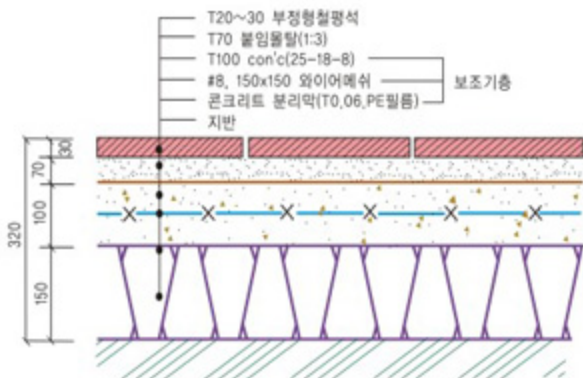 T20~30 부정형철평석
T70 붙임몰탈(1:3)
T100 con'c(25-18-8)
#8, 150x150 와이어메쉬
보조기층
콘크리트 분리막(T0,06,PE필름)
지반
30
70
100
320
150